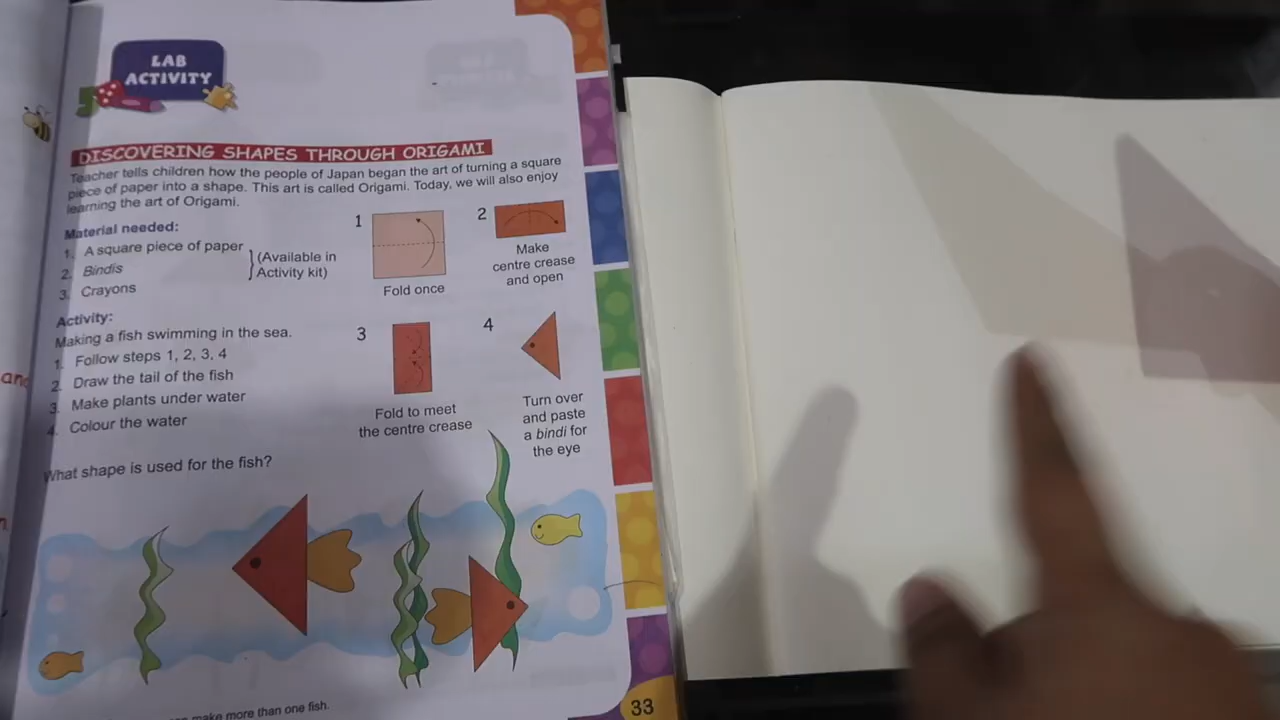 LAB
ACTIVITY
DISCOVERING SHAPES THROUGH ORIGAMI
Teacher tells children how the people of Japan began the art of turning a square
piece of paper into a shape. This art is called Origami. Today, we will also enjoy
learning the art of Origami.
Material needed:
1. A square piece of paper
2. Bindis
3. Crayons
(Available in
Activity kit)
1
Fold once
2
Make
centre crease
and open
Activity:
Making a fish swimming in the sea.
1. Follow steps 1, 2, 3, 4
2. Draw the tail of the fish
3. Make plants under water
4. Colour the water
3
Fold to meet
the centre crease
4
Turn over
and paste
a bindi for
the eye
What shape is used for the fish?
make more than one fish.
33